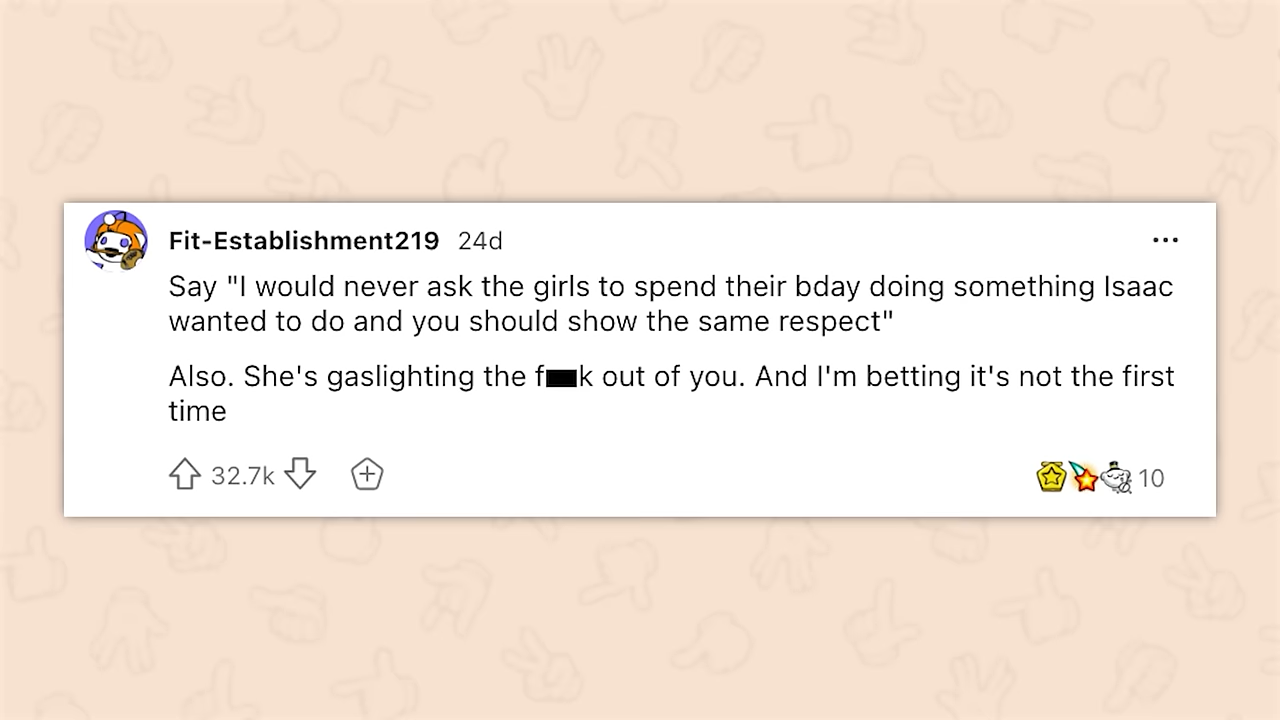 Fit-Establishment219 24d
Say "I would never ask the girls to spend their bday doing something Isaac
wanted to do and you should show the same respect"
Also. She's gaslighting the f██k out of you. And I'm betting it's not the first
time
32.7k
10